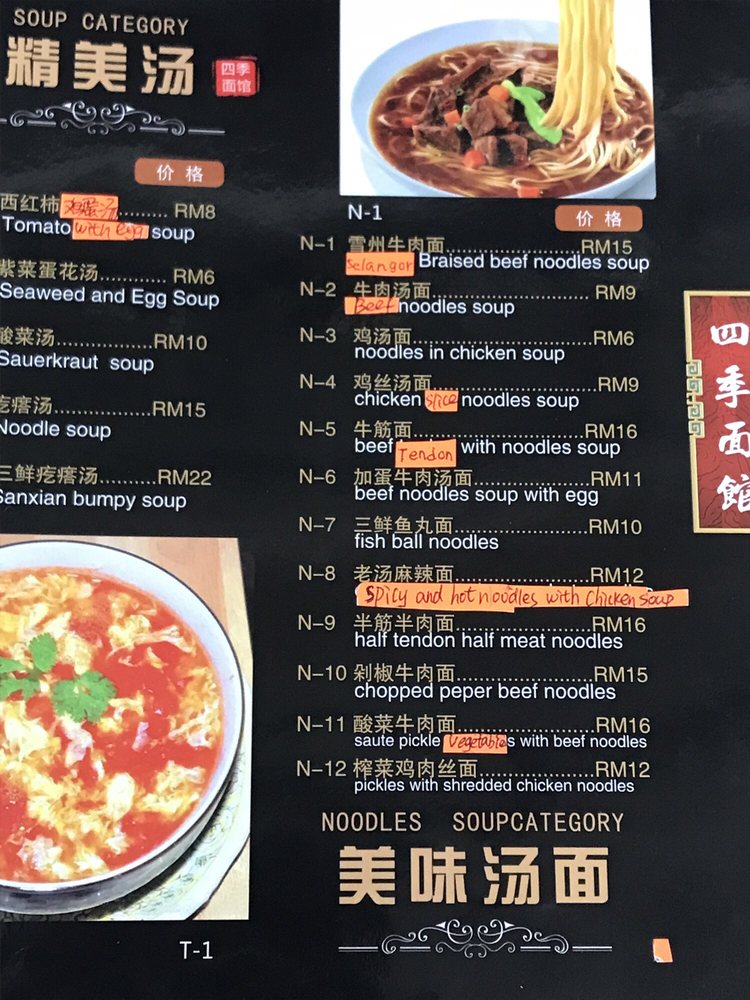 SOUP CATEGORY
精美汤
四季
面馆
价格
西红柿鸡蛋汤......... RM8
Tomato with egg soup
紫菜蛋花汤............ RM6
Seaweed and Egg Soup
酸菜汤..................RM10
Sauerkraut soup
疙瘩汤..................RM15
Noodle soup
三鲜疙瘩汤..........RM22
Sanxian bumpy soup
T-1
N-1
价格
N-1 雪州牛肉面........................RM15
Selangor Braised beef noodles soup
N-2 牛肉汤面............................ RM9
Beef noodles soup
N-3 鸡汤面................................RM6
noodles in chicken soup
N-4 鸡丝汤面............................RM9
chicken slice noodles soup
N-5 牛筋面..............................RM16
beef Tendon with noodles soup
N-6 加蛋牛肉汤面....................RM11
beef noodles soup with egg
N-7 三鲜鱼丸面........................RM10
fish ball noodles
N-8 老汤麻辣面........................RM12
Spicy and hot noodles with chicken soup
N-9 半筋半肉面........................RM16
half tendon half meat noodles
N-10 剁椒牛肉面........................RM15
chopped peper beef noodles
N-11 酸菜牛肉面........................RM16
saute pickle vegetables with beef noodles
N-12 榨菜鸡肉丝面....................RM12
pickles with shredded chicken noodles
NOODLES SOUPCATEGORY
美味汤面
四季面馆